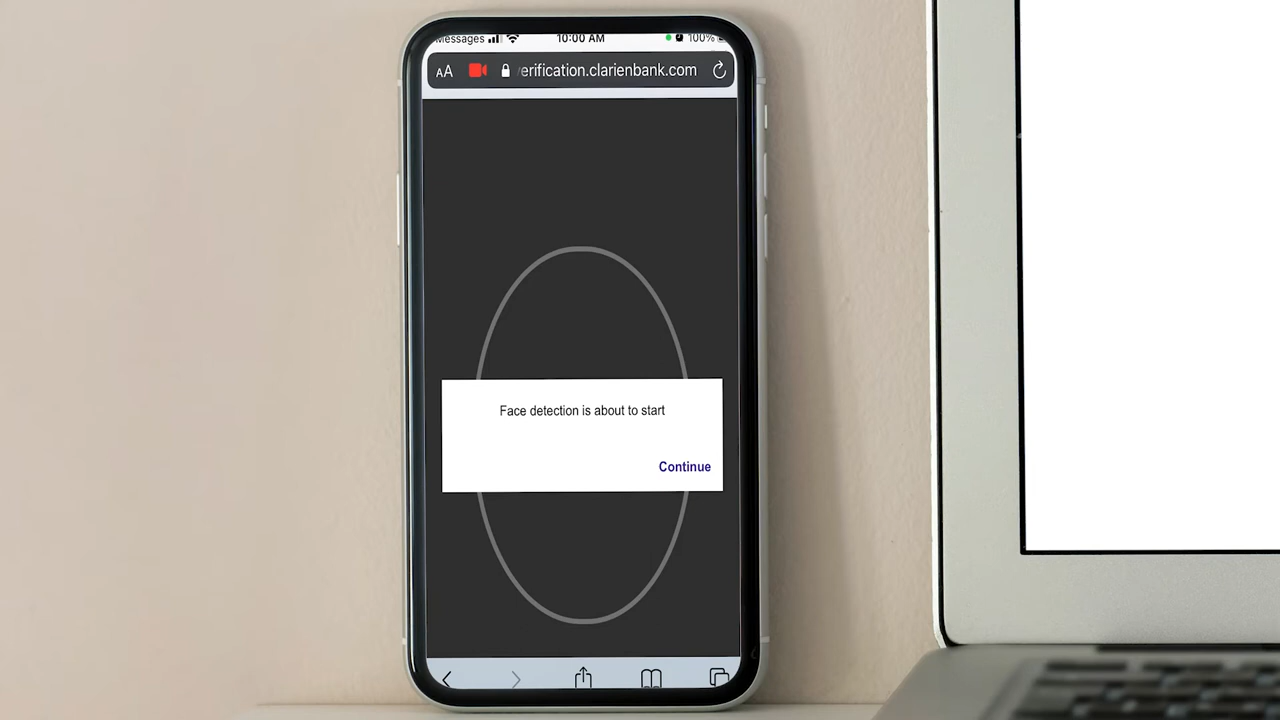 Messages 10:00 AM 100%
AA erification.clarienbank.com
Face detection is about to start
Continue